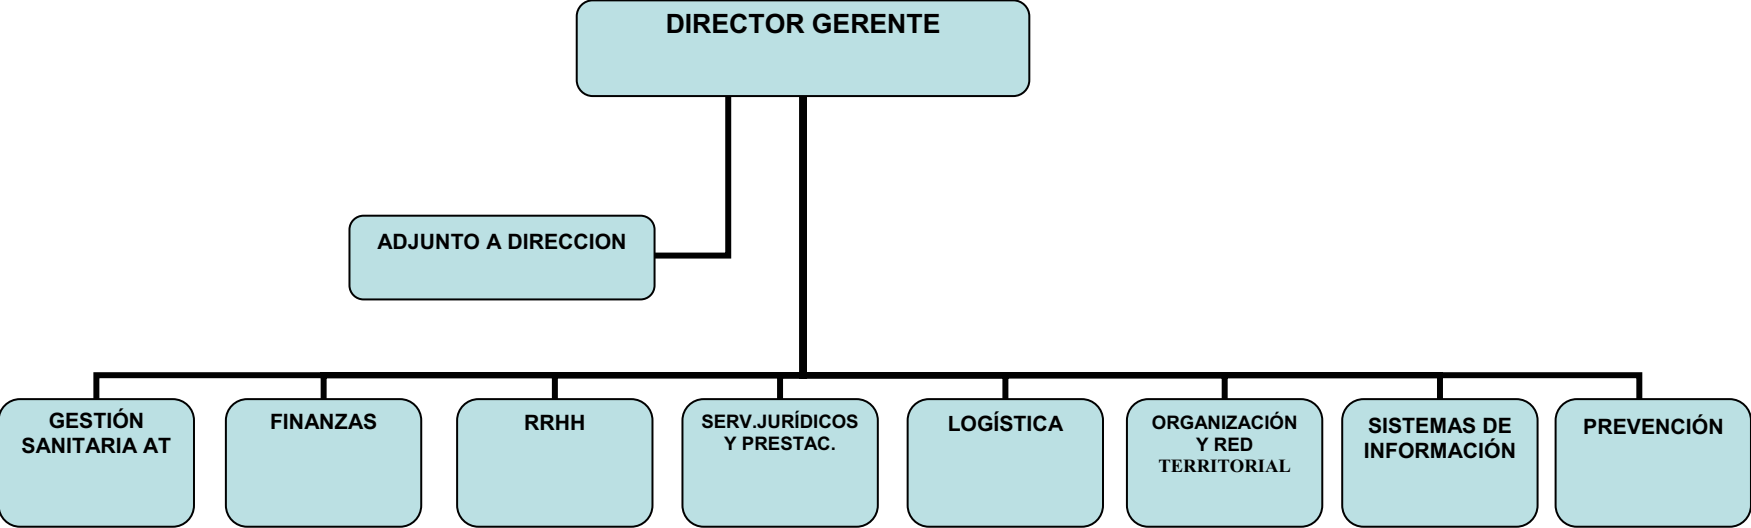 DIRECTOR GERENTE
ADJUNTO A DIRECCION
GESTIÓN
SANITARIA AT
FINANZAS
RRHH
SERV.JURÍDICOS
Y PRESTAC.
LOGÍSTICA
ORGANIZACIÓN
Y RED
TERRITORIAL
SISTEMAS DE
INFORMACIÓN
PREVENCIÓN